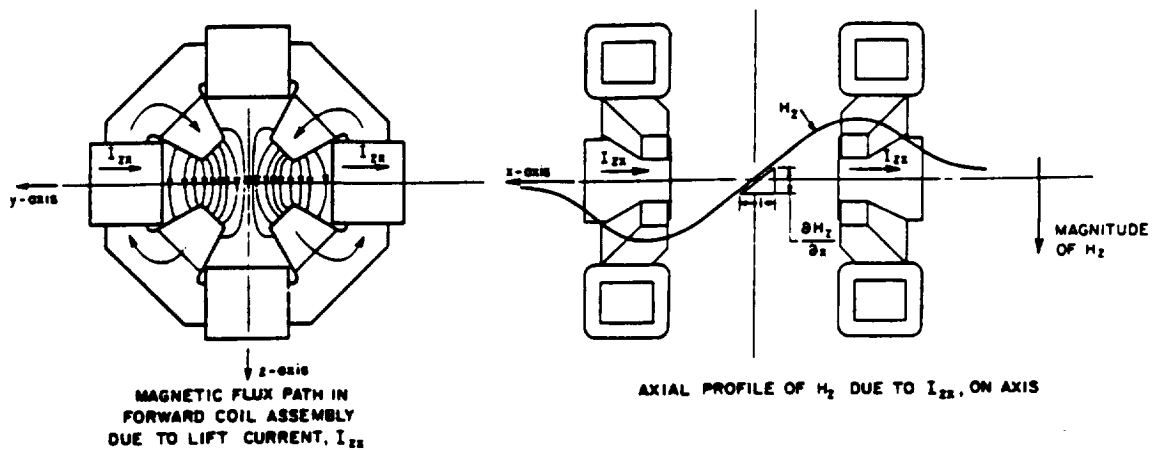 I_zx
I_zx
y-axis
z-axis
MAGNETIC FLUX PATH IN
FORWARD COIL ASSEMBLY
DUE TO LIFT CURRENT, I_zx
H_z
I_zx
I_zx
x-axis
1
∂H_z
∂x
MAGNITUDE
OF H_z
AXIAL PROFILE OF H_z DUE TO I_zx, ON AXIS